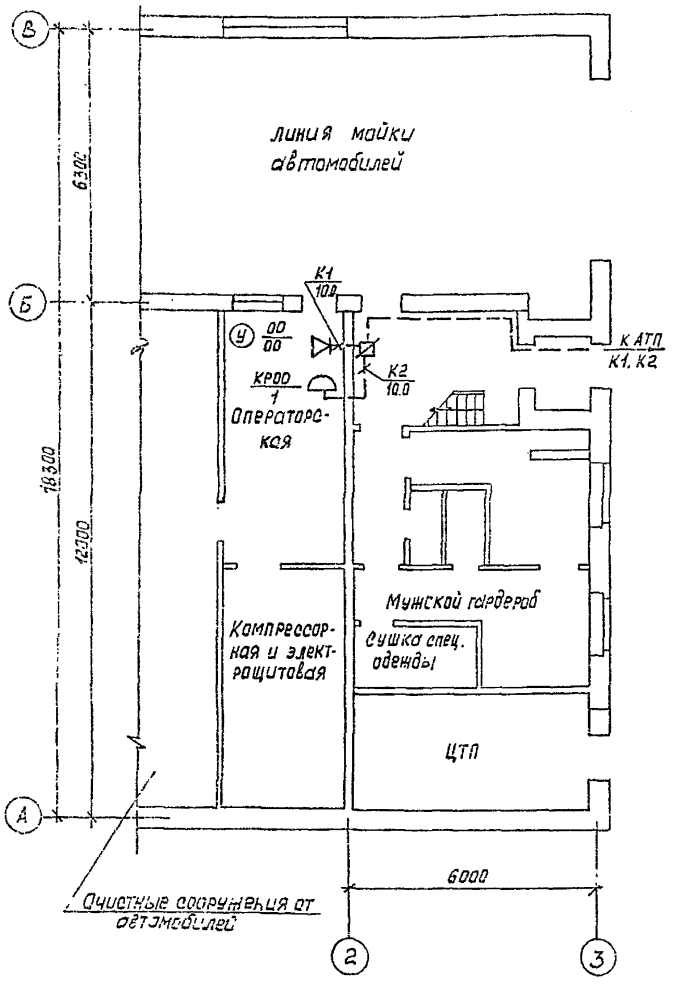 В
6300
линия мойки
автомобилей
К1
10.0
Б
У
00
00
К АТП
К1, К2
КРОО
1
К2
10.0
Операторс-
кая
18300
12000
Мужской гардероб
Компрессор-
ная и элект-
рощитовая
Сушка спец.
одежды
ЦТП
А
6000
Очистные сооружения от
автомобилей
2
3